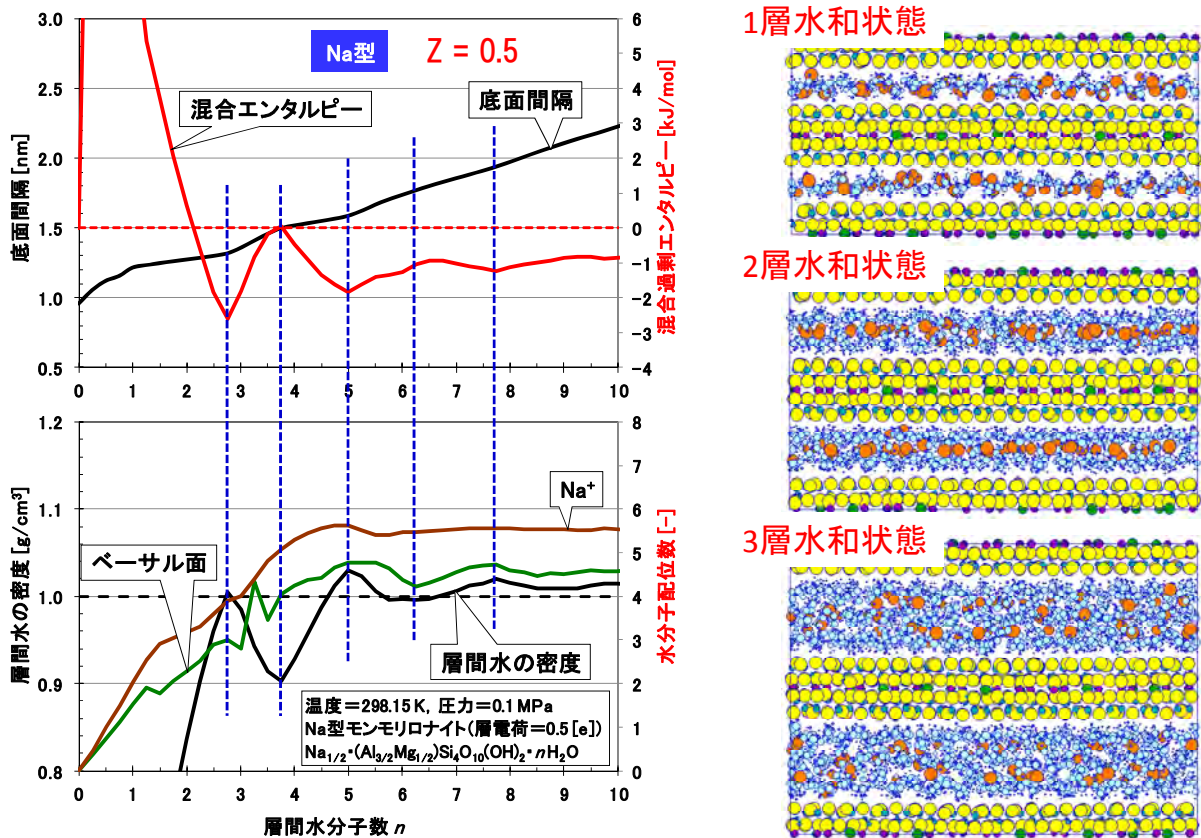 Na型
Z = 0.5
混合エンタルピー
底面間隔
底面間隔[nm]
3.0
2.5
2.0
1.5
1.0
0.5
混合過剰エンタルピー[kJ/mol]
6
5
4
3
2
1
0
−1
−2
−3
−4
0 1 2 3 4 5 6 7 8 9 10
層間水の密度[g/cm³]
1.2
1.1
1.0
0.9
0.8
水分子配位数[-]
8
7
6
5
4
3
2
1
0
Na⁺
ベーサル面
層間水の密度
温度=298.15 K, 圧力=0.1 MPa
Na型モンモリロナイト(層電荷=0.5[e])
Na₁/₂・(Al₃/₂Mg₁/₂)Si₄O₁₀(OH)₂・nH₂O
0 1 2 3 4 5 6 7 8 9 10
層間水分子数 n
1層水和状態
2層水和状態
3層水和状態